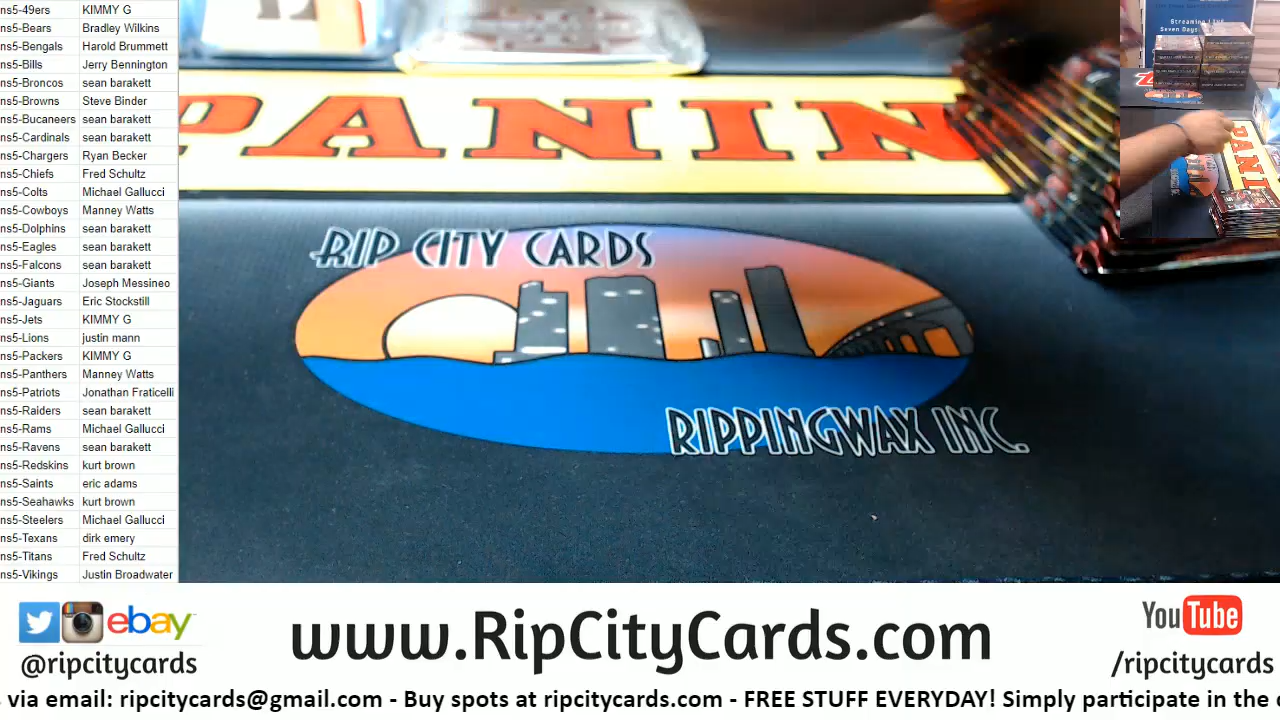 ns5-49ers KIMMY G
ns5-Bears Bradley Wilkins
ns5-Bengals Harold Brummett
ns5-Bills Jerry Bennington
ns5-Broncos sean barakett
ns5-Browns Steve Binder
ns5-Bucaneers sean barakett
ns5-Cardinals sean barakett
ns5-Chargers Ryan Becker
ns5-Chiefs Fred Schultz
ns5-Colts Michael Gallucci
ns5-Cowboys Manney Watts
ns5-Dolphins sean barakett
ns5-Eagles sean barakett
ns5-Falcons sean barakett
ns5-Giants Joseph Messineo
ns5-Jaguars Eric Stockstill
ns5-Jets KIMMY G
ns5-Lions justin mann
ns5-Packers KIMMY G
ns5-Panthers Manney Watts
ns5-Patriots Jonathan Fraticelli
ns5-Raiders sean barakett
ns5-Rams Michael Gallucci
ns5-Ravens sean barakett
ns5-Redskins kurt brown
ns5-Saints eric adams
ns5-Seahawks kurt brown
ns5-Steelers Michael Gallucci
ns5-Texans dirk emery
ns5-Titans Fred Schultz
ns5-Vikings Justin Broadwater
PANINI
RIP CITY CARDS
RIPPINGWAX INC.
Streaming LIVE
Seven Days
PANI
ebay
@ripcitycards
www.RipCityCards.com
YouTube
/ripcitycards
via email: ripcitycards@gmail.com - Buy spots at ripcitycards.com - FREE STUFF EVERYDAY! Simply participate in the